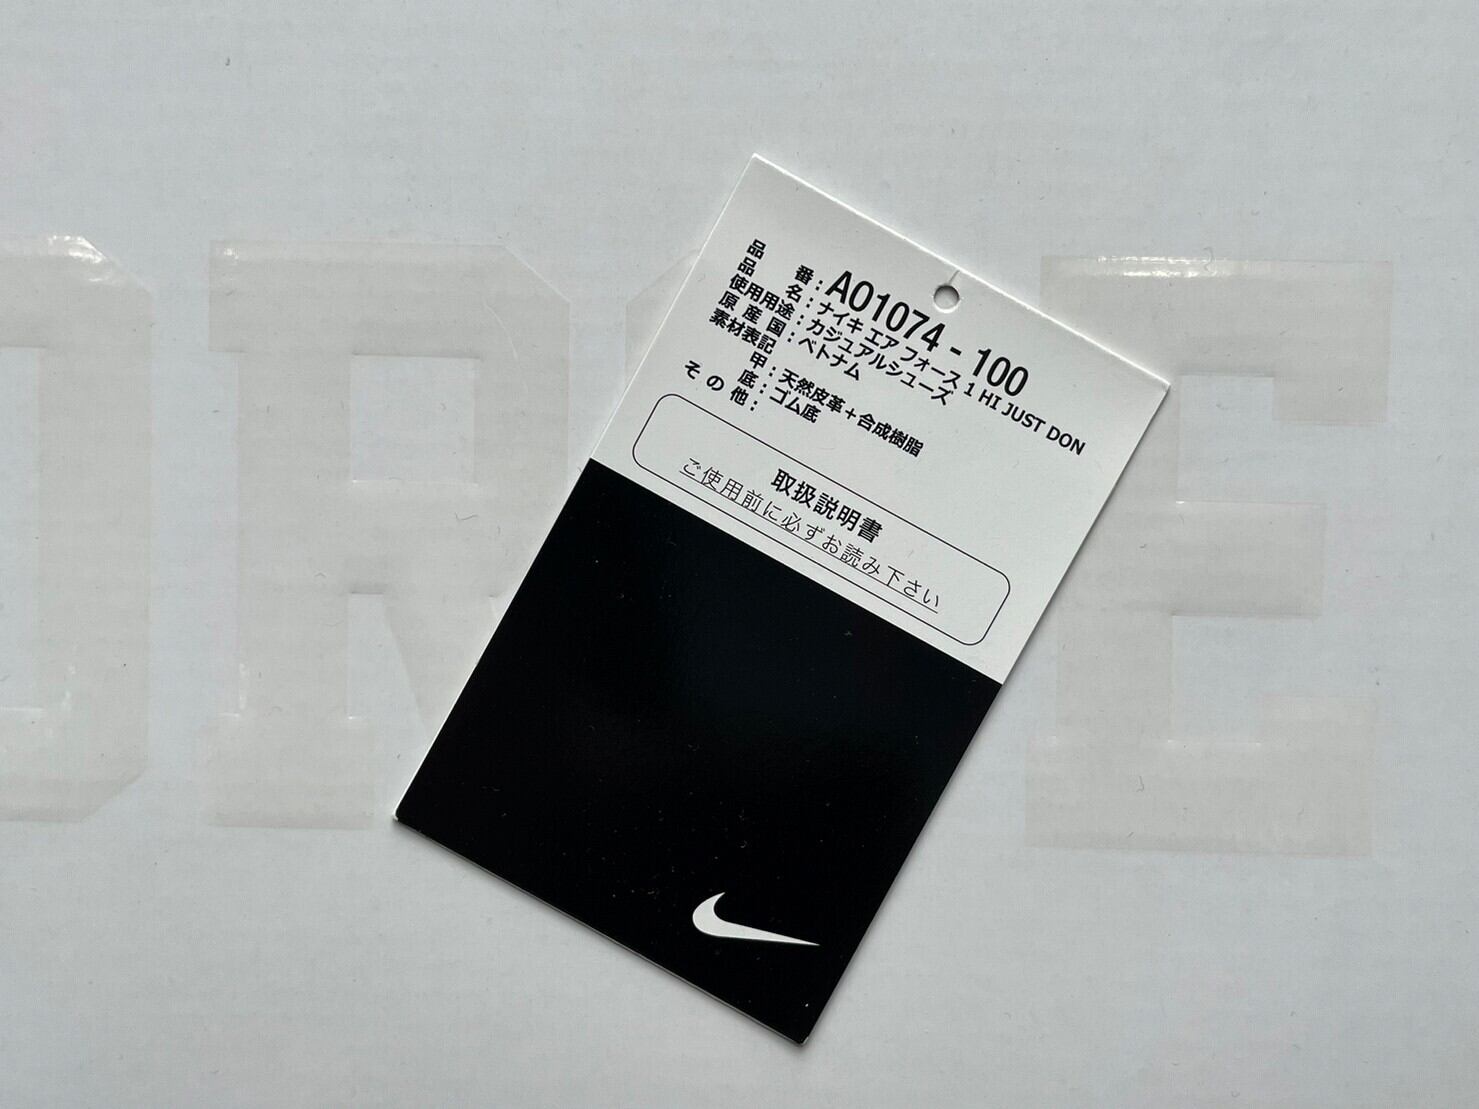 品 番：AO1074 - 100
品 名：ナイキ エア フォース 1 HI JUST DON
使用用途：カジュアルシューズ
原 産 国：ベトナム
素材表記
甲：天然皮革＋合成樹脂
底：ゴム底
そ の 他：
取扱説明書
ご使用前に必ずお読み下さい